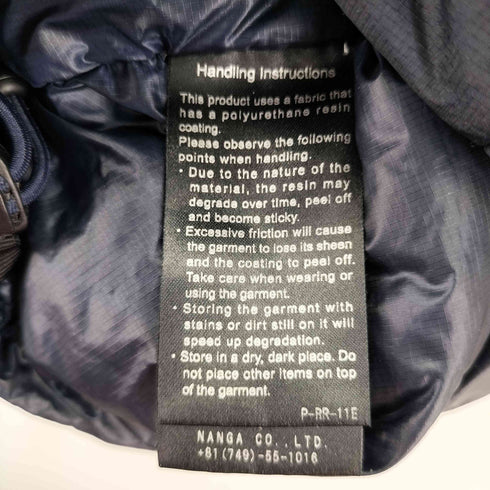 Handling Instructions
This product uses a fabric that
has a polyurethane resin
coating.
Please observe the following
points when handling.
• Due to the nature of the
material, the resin may
degrade over time, peel off
and become sticky.
• Excessive friction will cause
the garment to lose its sheen
and the coating to peel off.
Take care when wearing or
using the garment.
• Storing the garment with
stains or dirt still on it will
speed up degradation.
• Store in a dry, dark place. Do
not place other items on top
of the garment.
P-RR-11E
NANGA CO., LTD.
+81 (749)-55-1016